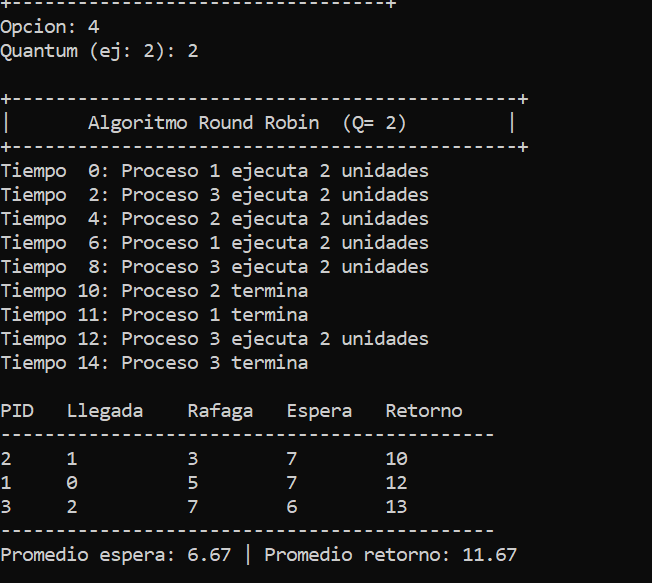 +----------------------------------+
Opcion: 4
Quantum (ej: 2): 2
+----------------------------------------------+
|       Algoritmo Round Robin  (Q= 2)         |
+----------------------------------------------+
Tiempo  0: Proceso 1 ejecuta 2 unidades
Tiempo  2: Proceso 3 ejecuta 2 unidades
Tiempo  4: Proceso 2 ejecuta 2 unidades
Tiempo  6: Proceso 1 ejecuta 2 unidades
Tiempo  8: Proceso 3 ejecuta 2 unidades
Tiempo 10: Proceso 2 termina
Tiempo 11: Proceso 1 termina
Tiempo 12: Proceso 3 ejecuta 2 unidades
Tiempo 14: Proceso 3 termina
PID   Llegada    Rafaga   Espera   Retorno
---------------------------------------------
2     1          3        7        10
1     0          5        7        12
3     2          7        6        13
---------------------------------------------
Promedio espera: 6.67 | Promedio retorno: 11.67